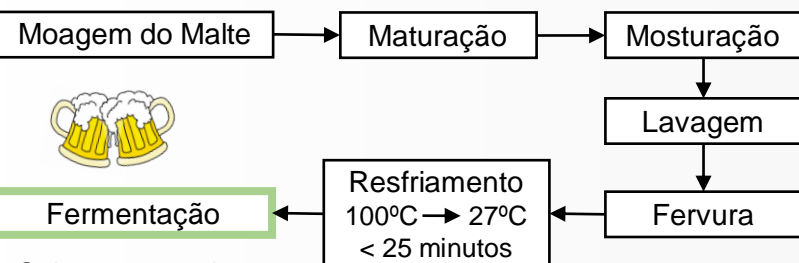 Moagem do Malte
Maturação
Mosturação
Lavagem
Fervura
Resfriamento
100ºC → 27ºC
< 25 minutos
Fermentação